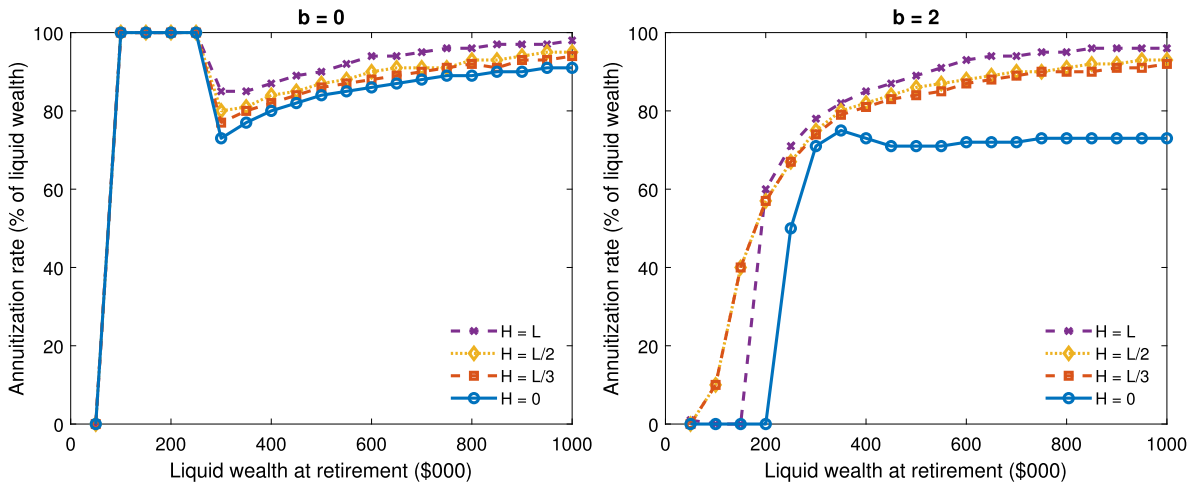 b = 0
100
80
60
40
20
0
0
200
400
600
800
1000
Annuitization rate (% of liquid wealth)
Liquid wealth at retirement ($000)
H = L
H = L/2
H = L/3
H = 0
b = 2
100
80
60
40
20
0
0
200
400
600
800
1000
Annuitization rate (% of liquid wealth)
Liquid wealth at retirement ($000)
H = L
H = L/2
H = L/3
H = 0